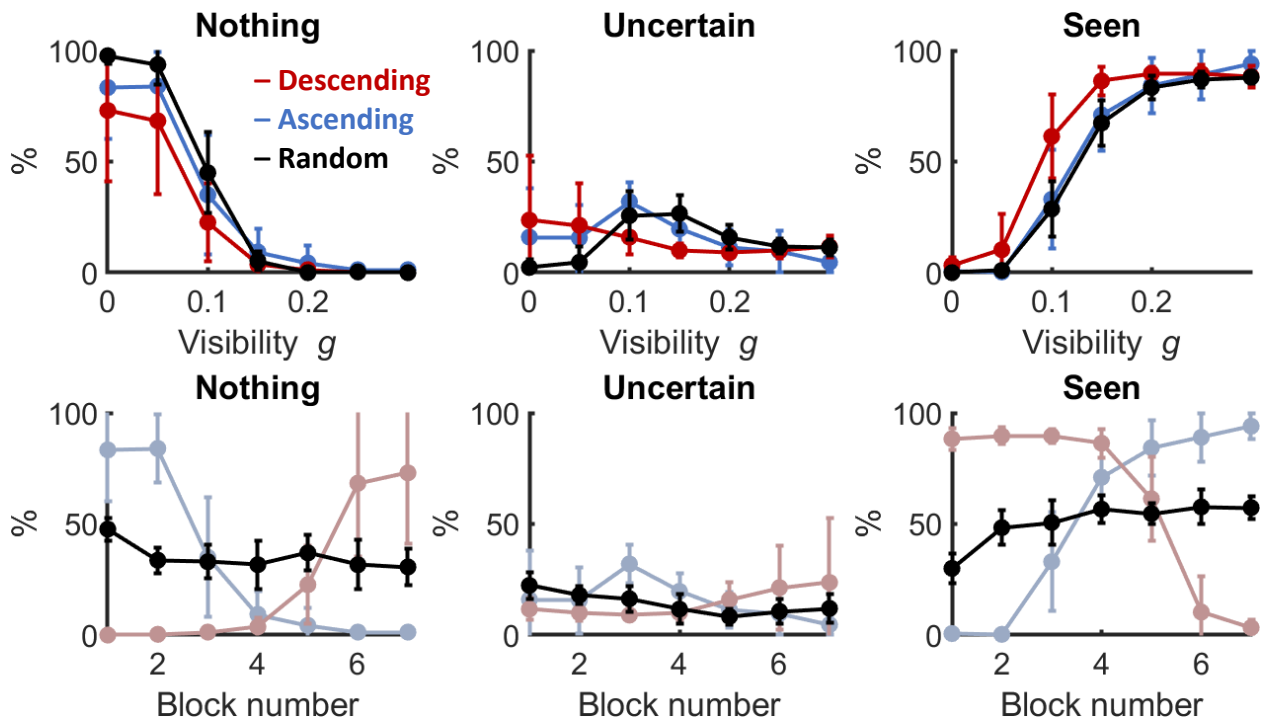 Nothing
Uncertain
Seen
100
50
0
%
– Descending
– Ascending
– Random
0
0.1
0.2
Visibility g
100
50
0
%
0
0.1
0.2
Visibility g
100
50
0
%
0
0.1
0.2
Visibility g
Nothing
Uncertain
Seen
100
50
0
%
2
4
6
Block number
100
50
0
%
2
4
6
Block number
100
50
0
%
2
4
6
Block number